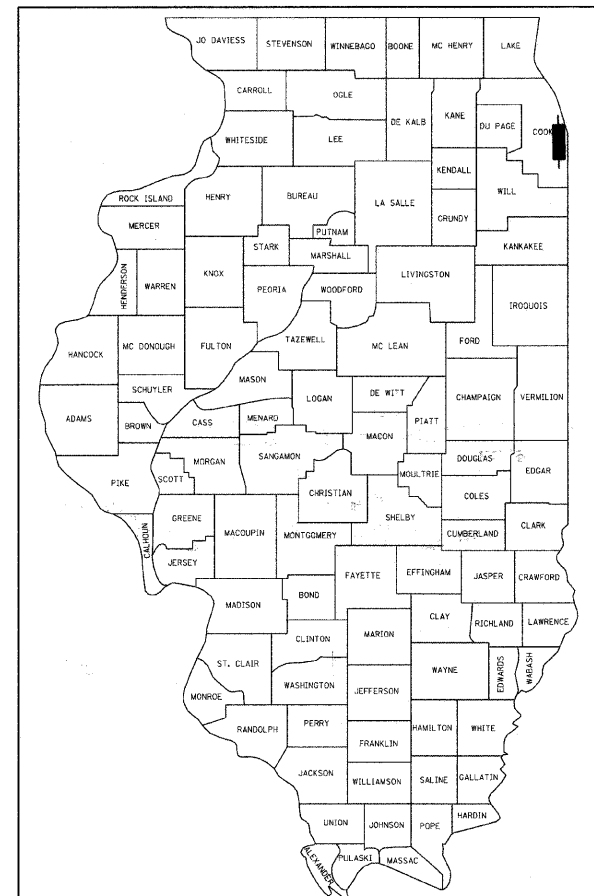 JO DAVIESS STEVENSON WINNEBAGO BOONE MC HENRY LAKE
CARROLL OGLE DE KALB KANE DU PAGE COOK
WHITESIDE LEE KENDALL WILL
ROCK ISLAND HENRY BUREAU LA SALLE GRUNDY
MERCER STARK PUTNAM KANKAKEE
MARSHALL
HENDERSON WARREN KNOX PEORIA WOODFORD LIVINGSTON IROQUOIS
HANCOCK MC DONOUGH FULTON TAZEWELL MC LEAN FORD
SCHUYLER MASON
ADAMS BROWN CASS MENARD LOGAN DE WITT PIATT CHAMPAIGN VERMILION
MACON
PIKE SCOTT MORGAN SANGAMON MOULTRIE DOUGLAS EDGAR
CHRISTIAN COLES
CALHOUN GREENE MACOUPIN MONTGOMERY SHELBY CUMBERLAND CLARK
JERSEY
MADISON BOND FAYETTE EFFINGHAM JASPER CRAWFORD
CLINTON MARION CLAY RICHLAND LAWRENCE
ST. CLAIR WAYNE EDWARDS WABASH
MONROE WASHINGTON JEFFERSON
RANDOLPH PERRY HAMILTON WHITE
FRANKLIN
JACKSON WILLIAMSON SALINE GALLATIN
UNION JOHNSON POPE HARDIN
ALEXANDER PULASKI MASSAC